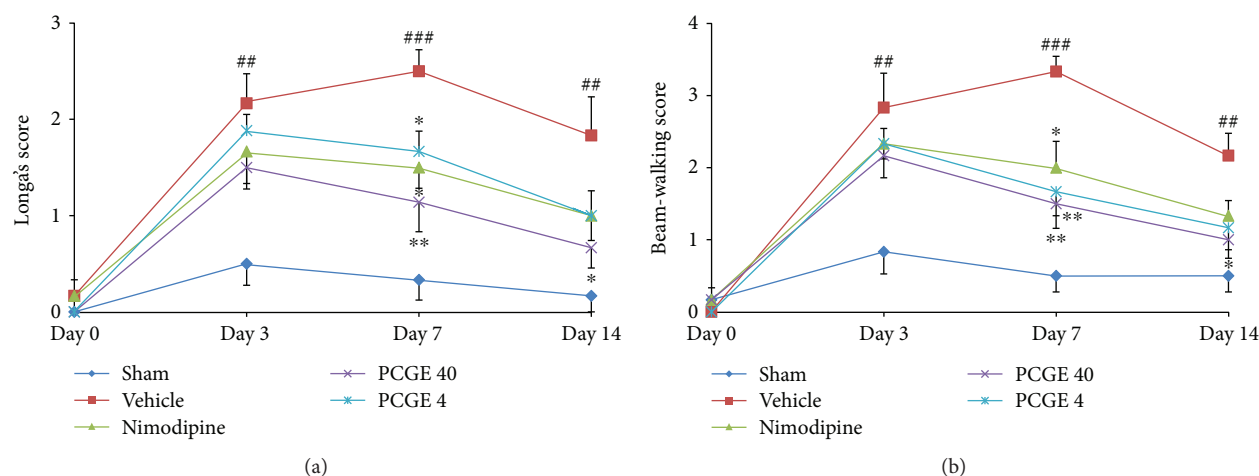 3
2
1
0
Longa's score
##
###
##
*
*
**
*
Day 0 Day 3 Day 7 Day 14
Sham PCGE 40
Vehicle PCGE 4
Nimodipine
(a)
4
3
2
1
0
Beam-walking score
##
###
##
*
**
**
*
Day 0 Day 3 Day 7 Day 14
Sham PCGE 40
Vehicle PCGE 4
Nimodipine
(b)